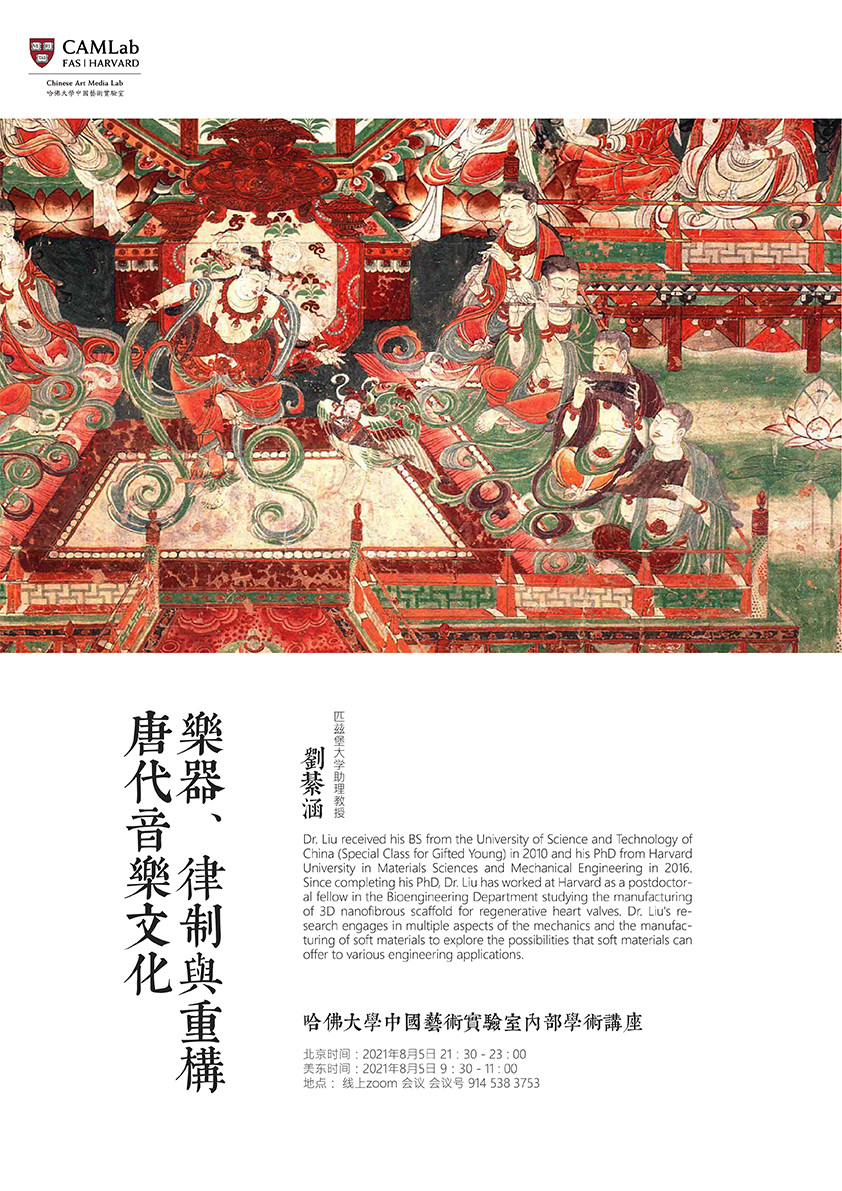 CAMLab
FAS | HARVARD
Chinese Art Media Lab
哈佛大學中國藝術實驗室
樂器、律制與重構
唐代音樂文化
匹兹堡大学助理教授
劉綦涵
Dr. Liu received his BS from the University of Science and Technology of
China (Special Class for Gifted Young) in 2010 and his PhD from Harvard
University in Materials Sciences and Mechanical Engineering in 2016.
Since completing his PhD, Dr. Liu has worked at Harvard as a postdoctor-
al fellow in the Bioengineering Department studying the manufacturing
of 3D nanofibrous scaffold for regenerative heart valves. Dr. Liu's re-
search engages in multiple aspects of the mechanics and the manufac-
turing of soft materials to explore the possibilities that soft materials can
offer to various engineering applications.
哈佛大學中國藝術實驗室內部學術講座
北京时间：2021年8月5日 21：30 - 23：00
美东时间：2021年8月5日 9：30 - 11：00
地点： 线上zoom 会议 会议号 914 538 3753